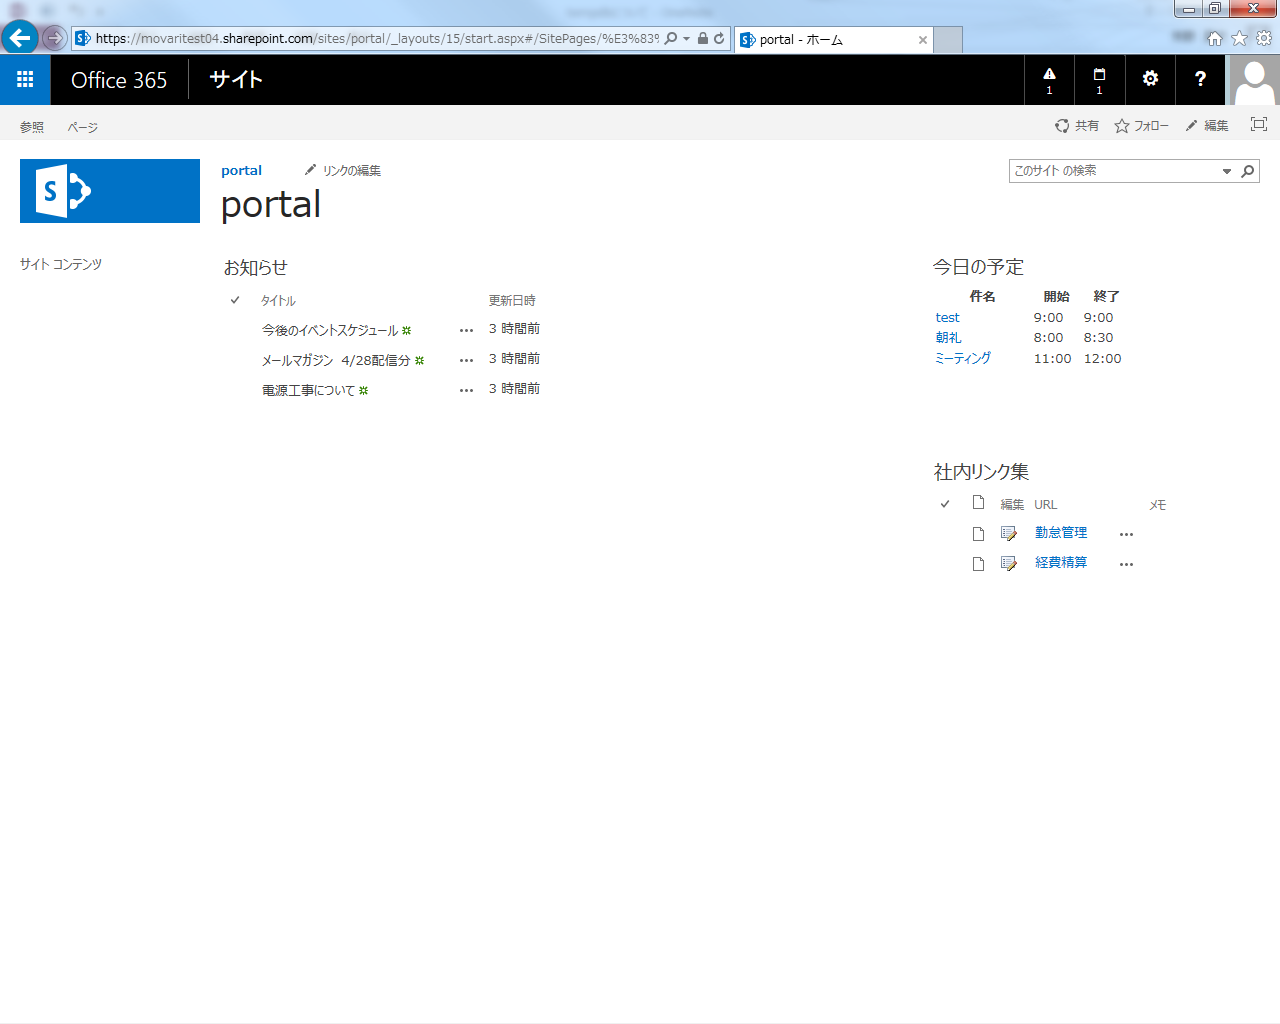 https://movaritest04.sharepoint.com/sites/portal/_layouts/15/start.aspx#/SitePages/%E3%83%
portal - ホーム
Office 365
サイト
1
1
?
参照
ページ
共有
フォロー
編集
portal
リンクの編集
portal
このサイト の検索
サイト コンテンツ
お知らせ
タイトル 更新日時
今後のイベントスケジュール 3 時間前
メールマガジン 4/28配信分 3 時間前
電源工事について 3 時間前
今日の予定
件名 開始 終了
test 9:00 9:00
朝礼 8:00 8:30
ミーティング 11:00 12:00
社内リンク集
編集 URL メモ
勤怠管理
経費精算